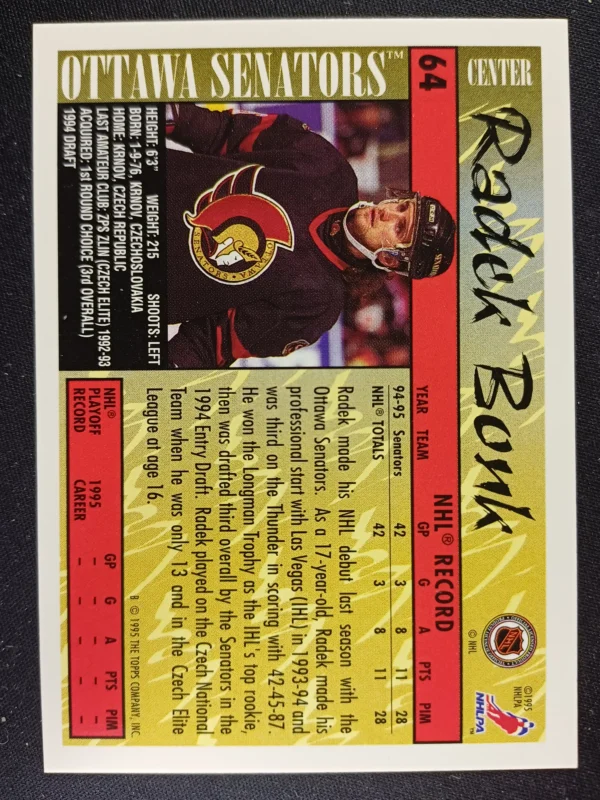 64
CENTER
Radek Bonk
OTTAWA SENATORS™
HEIGHT: 6'3" WEIGHT: 215 SHOOTS: LEFT
BORN: 1-9-76, KRNOV, CZECHOSLOVAKIA
HOME: KRNOV, CZECH REPUBLIC
LAST AMATEUR CLUB: ZPS ZLIN (CZECH ELITE) 1992-93
ACQUIRED: 1ST ROUND CHOICE (3rd OVERALL)
1994 DRAFT
OTTAWA
SENATORS
© NHL
©1995
NHLPA
NHLPA™
NHL® RECORD
YEAR TEAM GP G A PTS PIM
94-95 Senators 42 3 8 11 28
NHL TOTALS 42 3 8 11 28
Radek made his NHL debut last season with the
Ottawa Senators. As a 17-year-old, Radek made his
professional start with Las Vegas (IHL) in 1993-94 and
was third on the Thunder in scoring with 42-45-87.
He won the Longman Trophy as the IHL's top rookie,
then was drafted third overall by the Senators in the
1994 Entry Draft. Radek played on the Czech National
Team when he was only 13 and in the Czech Elite
League at age 16.
NHL®
PLAYOFF
RECORD
GP G A PTS PIM
1995 - - - - -
CAREER - - - - -
B © 1995 THE TOPPS COMPANY, INC.